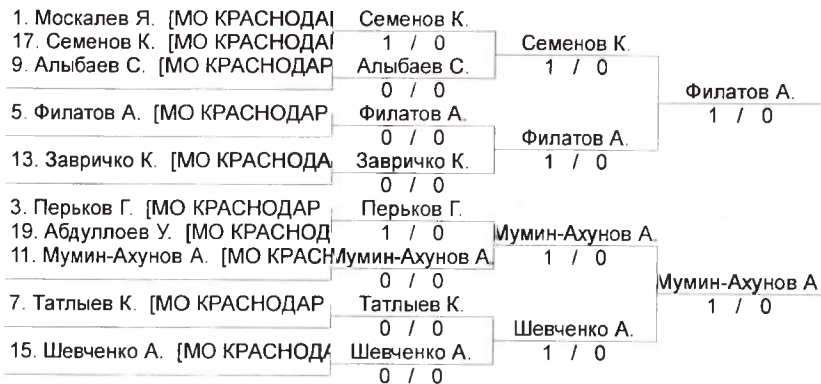 1. Москалев Я. [МО КРАСНОДАР Семенов К.
17. Семенов К. [МО КРАСНОДА 1 / 0 Семенов К.
9. Алыбаев С. [МО КРАСНОДАР Алыбаев С. 1 / 0
0 / 0 Филатов А.
5. Филатов А. [МО КРАСНОДАР Филатов А. 1 / 0
0 / 0 Филатов А.
13. Завричко К. [МО КРАСНОДА Завричко К. 1 / 0
0 / 0
3. Перьков Г. [МО КРАСНОДАР Перьков Г.
19. Абдуллоев У. [МО КРАСНОД 1 / 0 Мумин-Ахунов А.
11. Мумин-Ахунов А. [МО КРАСН Мумин-Ахунов А. 1 / 0
0 / 0 Мумин-Ахунов А
7. Татлыев К. [МО КРАСНОДАР Татлыев К. 1 / 0
0 / 0 Шевченко А.
15. Шевченко А. [МО КРАСНОДА Шевченко А. 1 / 0
0 / 0